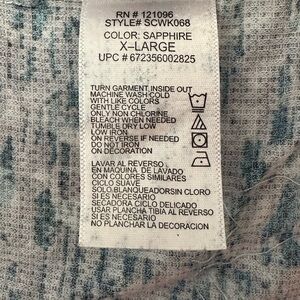 RN # 121096
STYLE# SCWK068
COLOR: SAPPHIRE
X-LARGE
UPC # 672356002825
TURN GARMENT INSIDE OUT
MACHINE WASH COLD
WITH LIKE COLORS
GENTLE CYCLE
ONLY NON CHLORINE
BLEACH WHEN NEEDED
TUMBLE DRY LOW
LOW IRON
ON REVERSE IF NEEDED
DO NOT IRON
ON DECORATION
LAVAR AL REVERSO
EN MAQUINA DE LAVADO
CON COLORES SIMILARES
CICLO SUAVE
SOLO BLANQUEADOR SIN CLORO
SI ES NECESARIO
SECADORA CICLO DELICADO
USAR PLANCHA TIBIA AL REVERSO
SI ES NECESARIO
NO PLANCHAR LA DECORACION